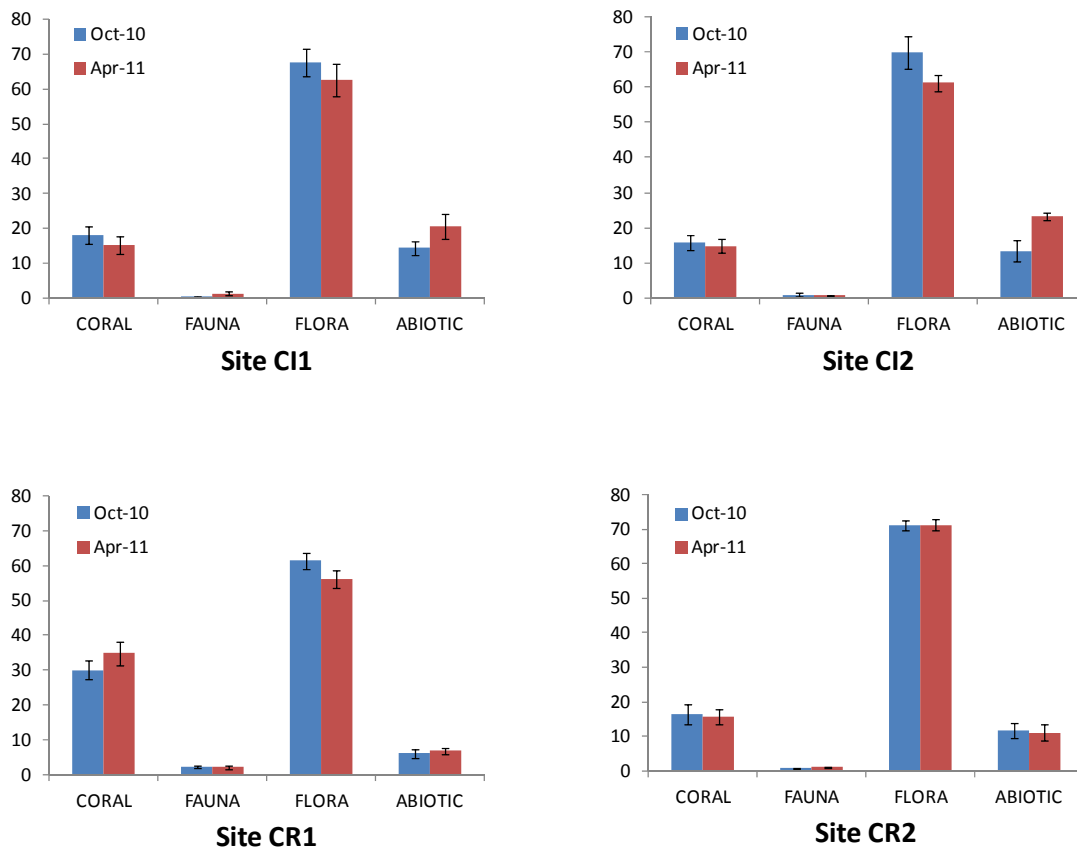 80
70
60
50
40
30
20
10
0
Oct-10
Apr-11
CORAL FAUNA FLORA ABIOTIC
Site CI1
80
70
60
50
40
30
20
10
0
Oct-10
Apr-11
CORAL FAUNA FLORA ABIOTIC
Site CI2
80
70
60
50
40
30
20
10
0
Oct-10
Apr-11
CORAL FAUNA FLORA ABIOTIC
Site CR1
80
70
60
50
40
30
20
10
0
Oct-10
Apr-11
CORAL FAUNA FLORA ABIOTIC
Site CR2